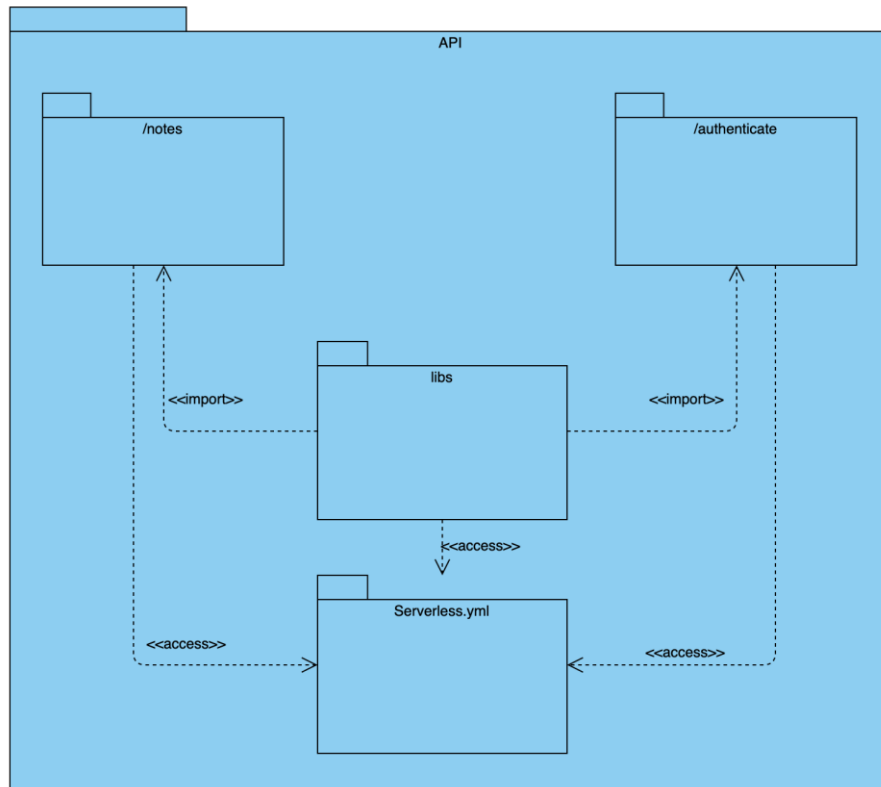 API
/notes
/authenticate
libs
<<import>>
<<import>>
<<access>>
Serverless.yml
<<access>>
<<access>>